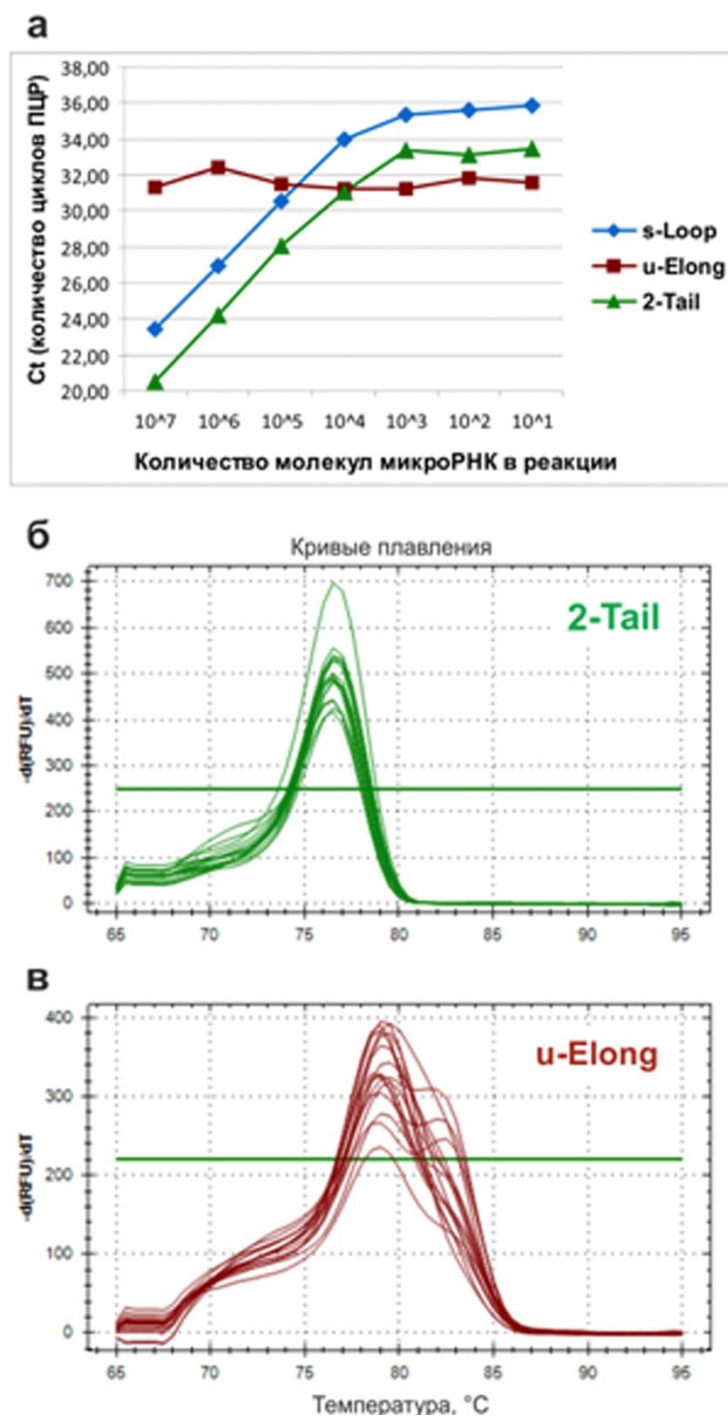 а
38,00
36,00
34,00
32,00
30,00
28,00
26,00
24,00
22,00
20,00
Ct (количество циклов ПЦР)
10^7 10^6 10^5 10^4 10^3 10^2 10^1
Количество молекул микроРНК в реакции
s-Loop
u-Elong
2-Tail
б
Кривые плавления
2-Tail
700
600
500
400
300
200
100
0
-d(RFU)/dT
65 70 75 80 85 90 95
в
u-Elong
400
300
200
100
0
-d(RFU)/dT
65 70 75 80 85 90 95
Температура, °C